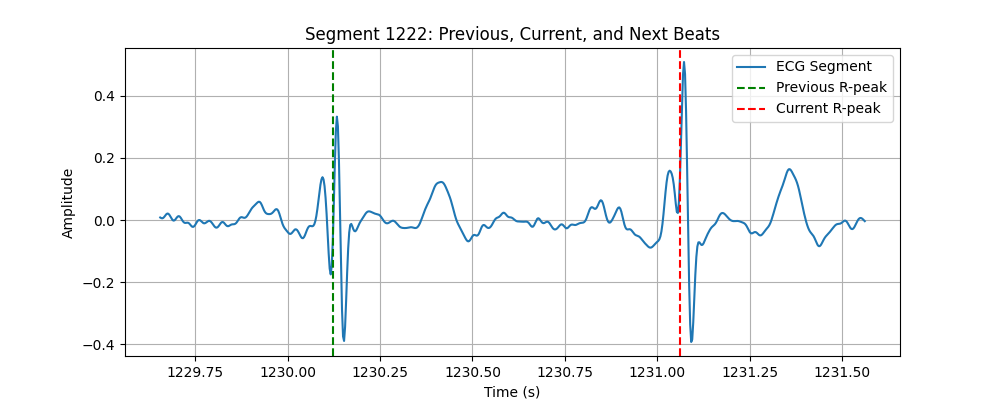 Segment 1222: Previous, Current, and Next Beats
ECG Segment
Previous R-peak
Current R-peak
0.4
0.2
0.0
−0.2
−0.4
Amplitude
1229.75 1230.00 1230.25 1230.50 1230.75 1231.00 1231.25 1231.50
Time (s)